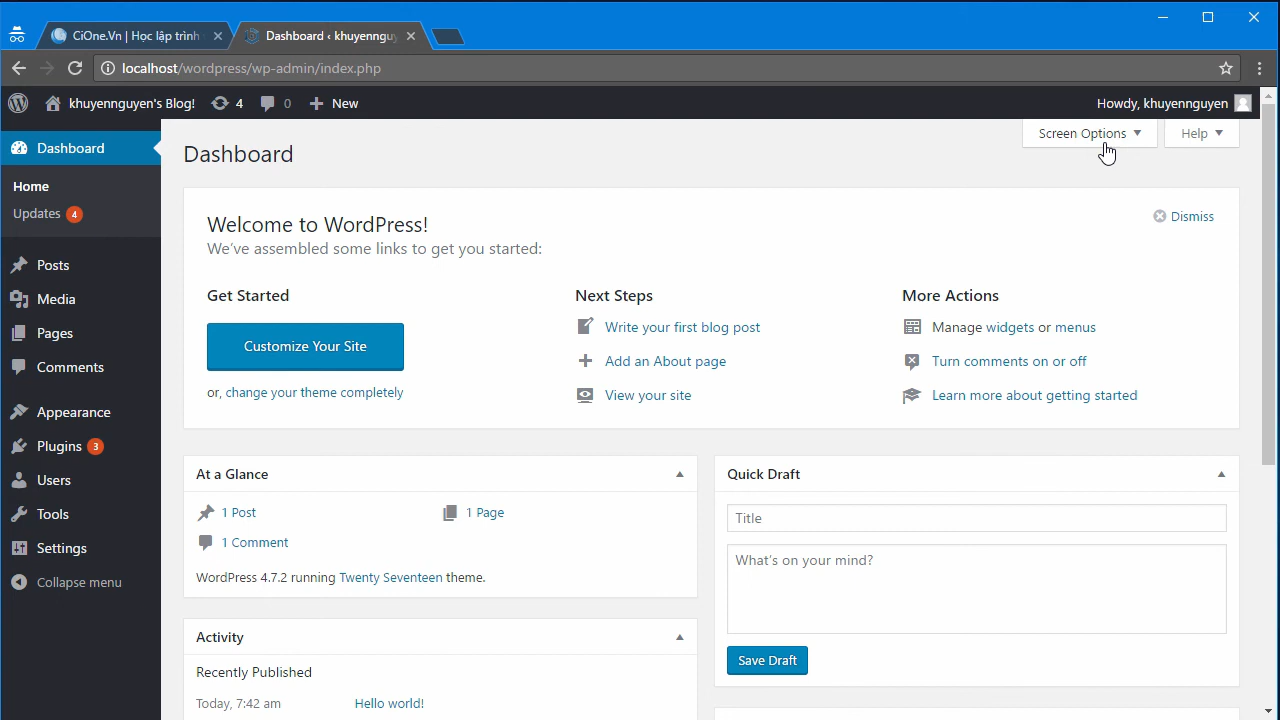 CiOne.Vn | Học lập trình
Dashboard ‹ khuyenngu
localhost/wordpress/wp-admin/index.php
khuyennguyen's Blog! 4 0 New Howdy, khuyennguyen
Screen Options Help
Dashboard
Home
Updates 4
Posts
Media
Pages
Comments
Appearance
Plugins 3
Users
Tools
Settings
Collapse menu
Dashboard
Welcome to WordPress!
Dismiss
We've assembled some links to get you started:
Get Started
Customize Your Site
or, change your theme completely
Next Steps
Write your first blog post
Add an About page
View your site
More Actions
Manage widgets or menus
Turn comments on or off
Learn more about getting started
At a Glance
1 Post
1 Page
1 Comment
WordPress 4.7.2 running Twenty Seventeen theme.
Activity
Recently Published
Today, 7:42 am Hello world!
Quick Draft
Title
What's on your mind?
Save Draft